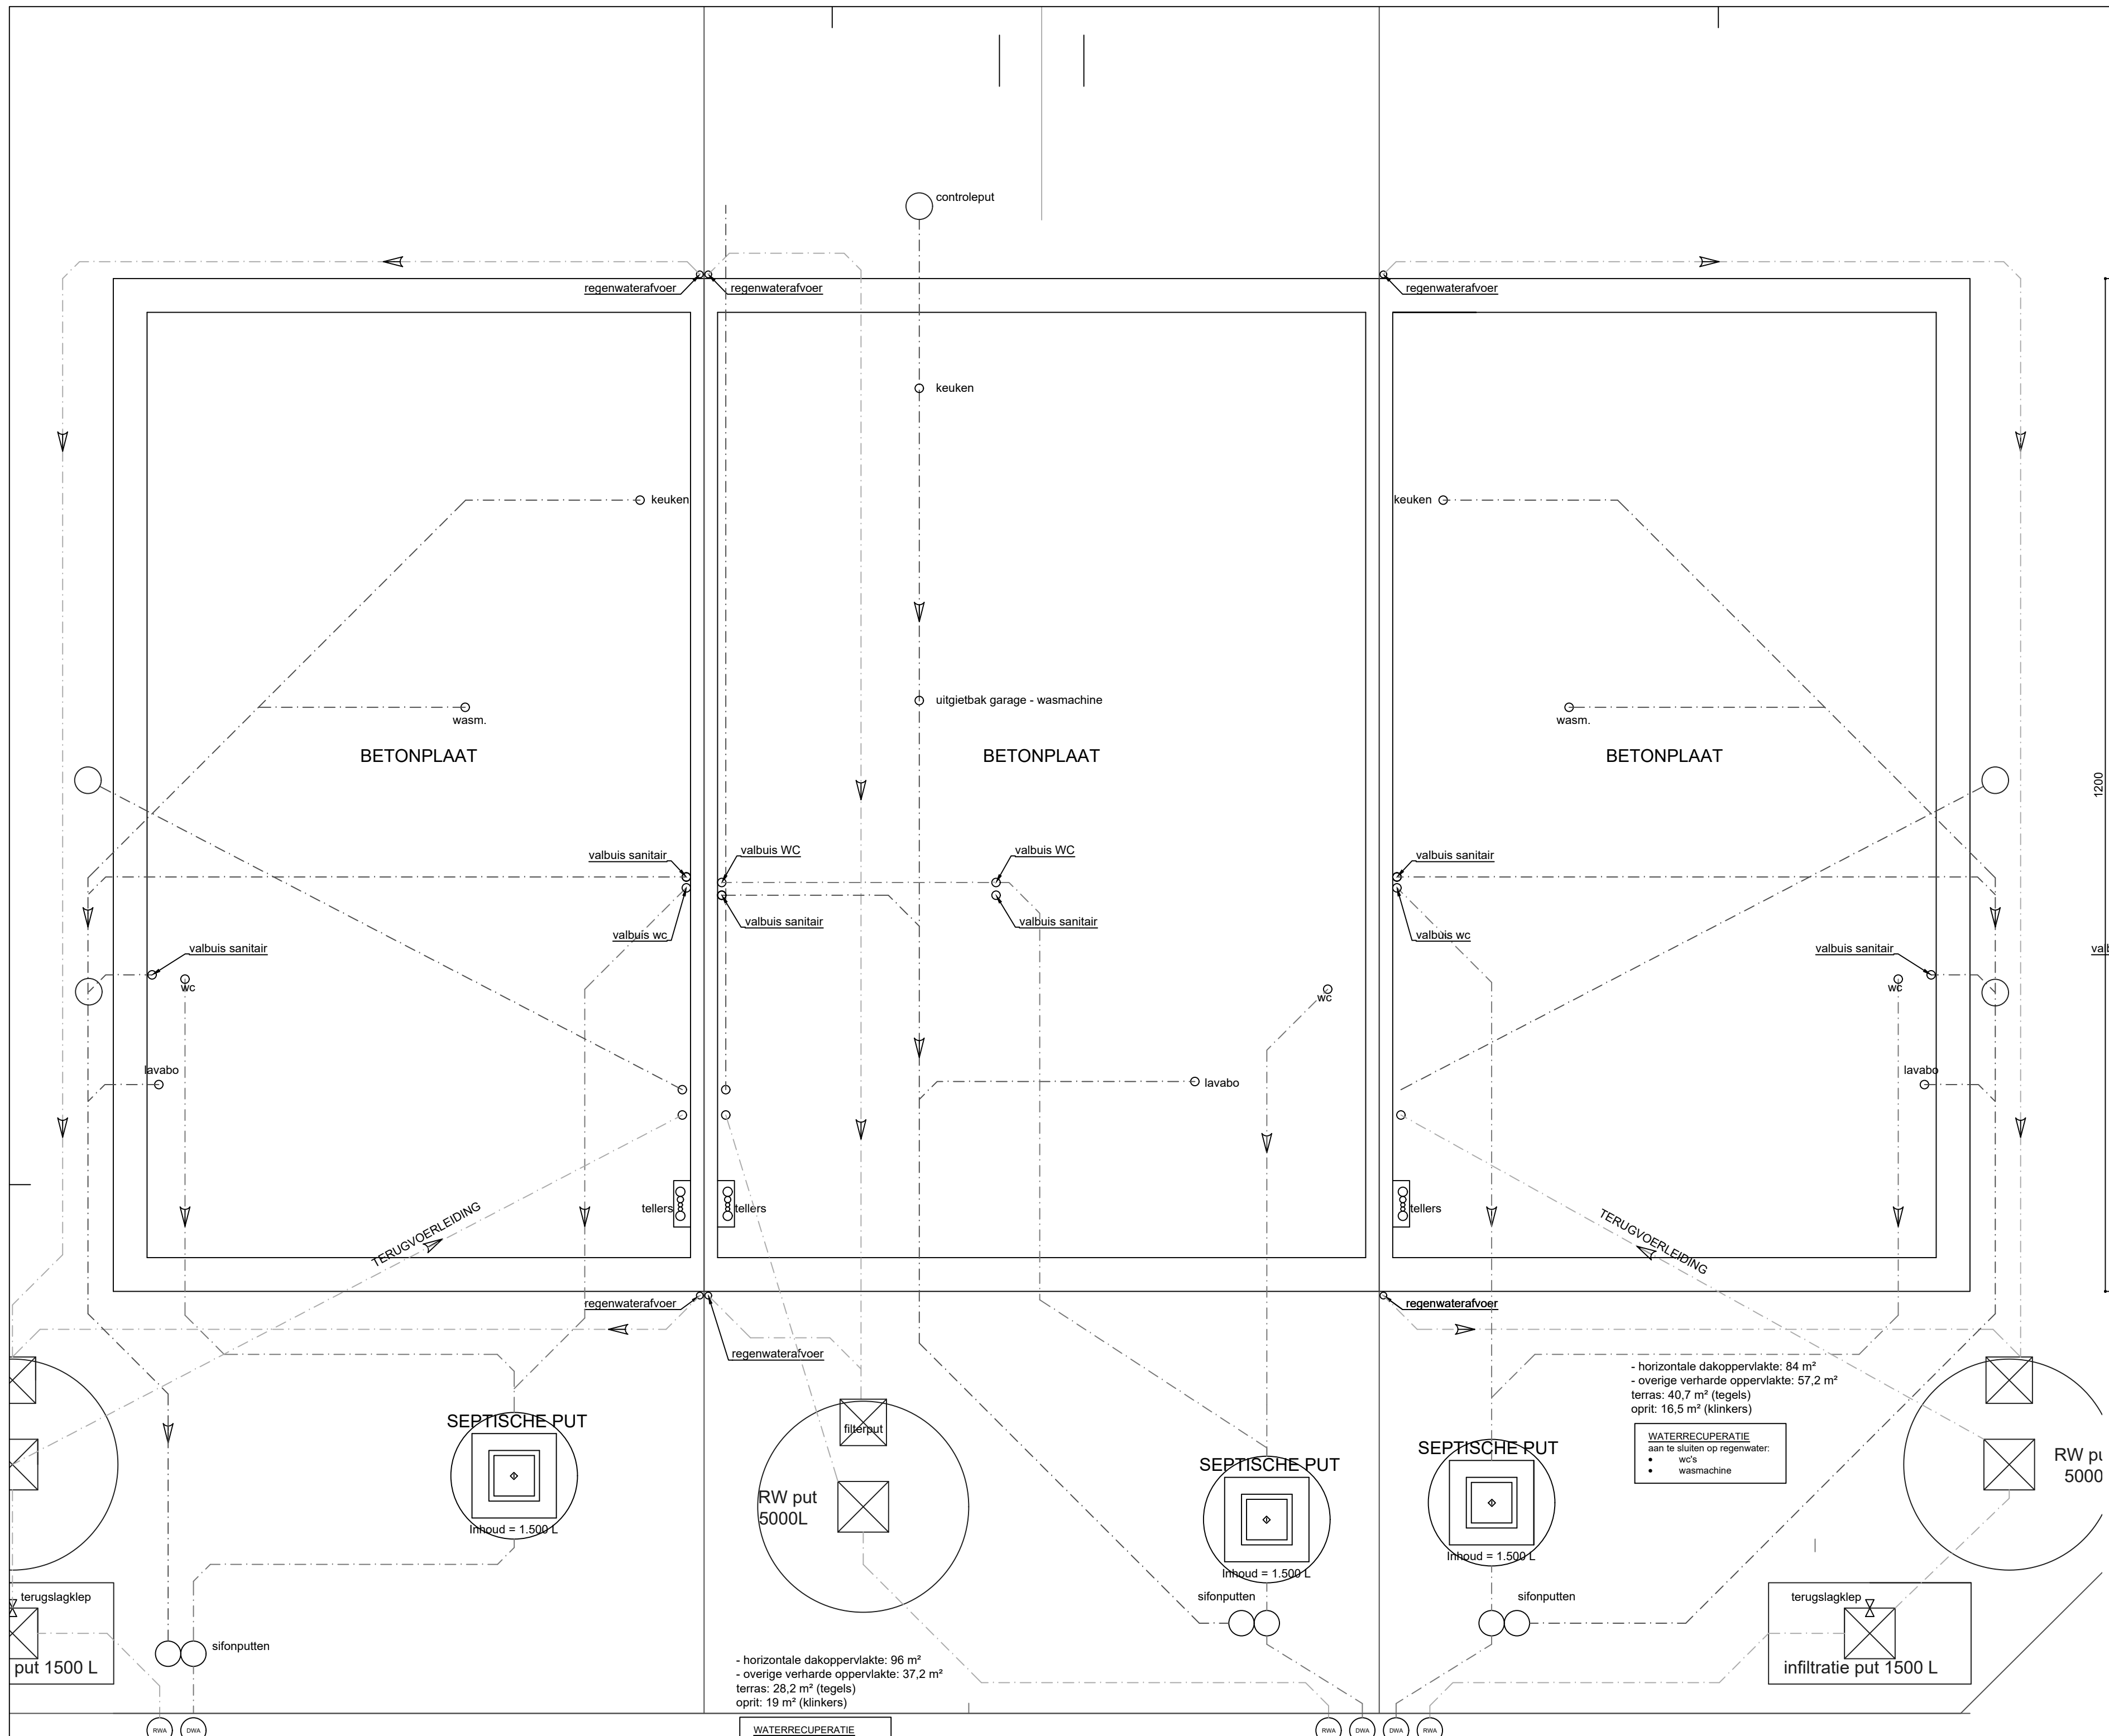 controleput
regenwaterafvoer
regenwaterafvoer
regenwaterafvoer
keuken
keuken
keuken
wasm.
uitgietbak garage - wasmachine
wasm.
BETONPLAAT
BETONPLAAT
BETONPLAAT
1200
valbuis sanitair
valbuis WC
valbuis WC
valbuis sanitair
valbuis wc
valbuis sanitair
valbuis sanitair
valbuis wc
valbuis sanitair
valbuis sanitair
wc
wc
wc
lavabo
lavabo
lavabo
tellers
tellers
tellers
TERUGVOERLEIDING
TERUGVOERLEIDING
regenwaterafvoer
regenwaterafvoer
regenwaterafvoer
- horizontale dakoppervlakte: 84 m²
- overige verharde oppervlakte: 57,2 m²
terras: 40,7 m² (tegels)
oprit: 16,5 m² (klinkers)
WATERRECUPERATIE
aan te sluiten op regenwater:
• wc's
• wasmachine
SEPTISCHE PUT
Inhoud = 1.500 L
filterput
RW put
5000L
SEPTISCHE PUT
Inhoud = 1.500 L
SEPTISCHE PUT
Inhoud = 1.500 L
RW pu
5000
terugslagklep
put 1500 L
sifonputten
sifonputten
sifonputten
terugslagklep
infiltratie put 1500 L
- horizontale dakoppervlakte: 96 m²
- overige verharde oppervlakte: 37,2 m²
terras: 28,2 m² (tegels)
oprit: 19 m² (klinkers)
WATERRECUPERATIE
RWA
DWA
RWA
DWA
DWA
RWA